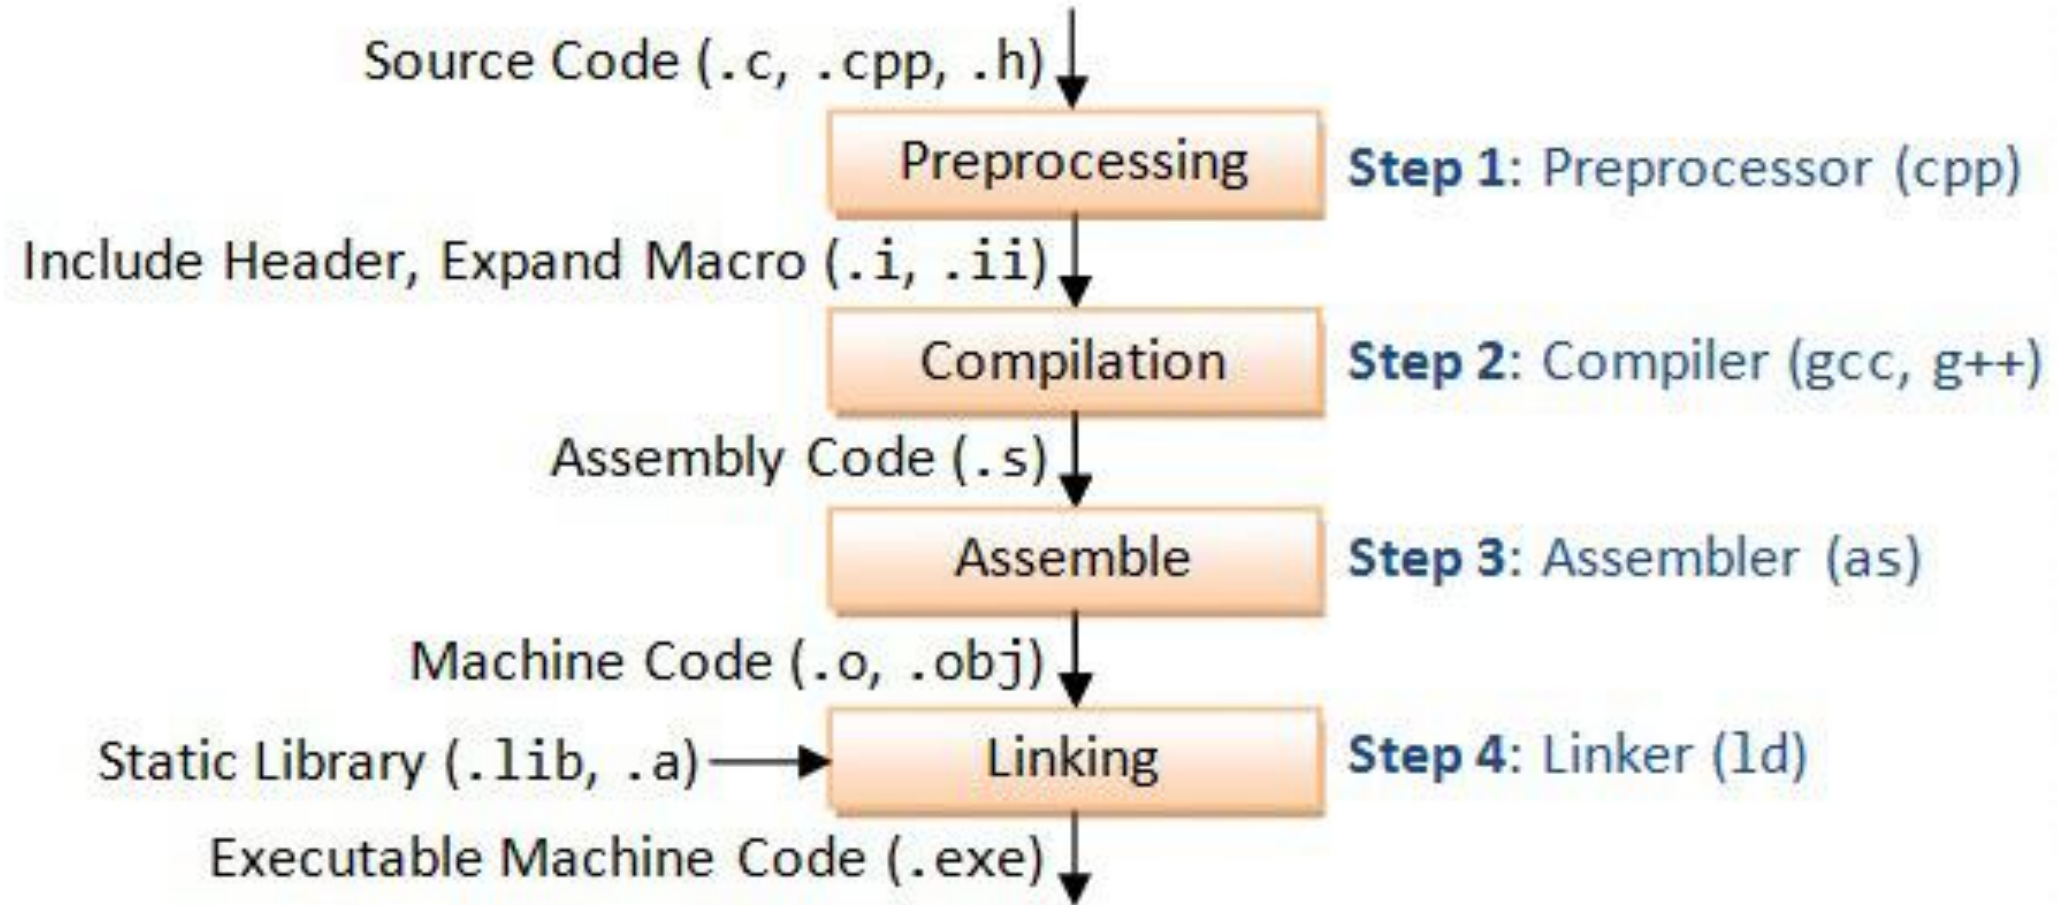 Source Code (.c, .cpp, .h)
Preprocessing
Step 1: Preprocessor (cpp)
Include Header, Expand Macro (.i, .ii)
Compilation
Step 2: Compiler (gcc, g++)
Assembly Code (.s)
Assemble
Step 3: Assembler (as)
Machine Code (.o, .obj)
Static Library (.lib, .a)
Linking
Step 4: Linker (ld)
Executable Machine Code (.exe)